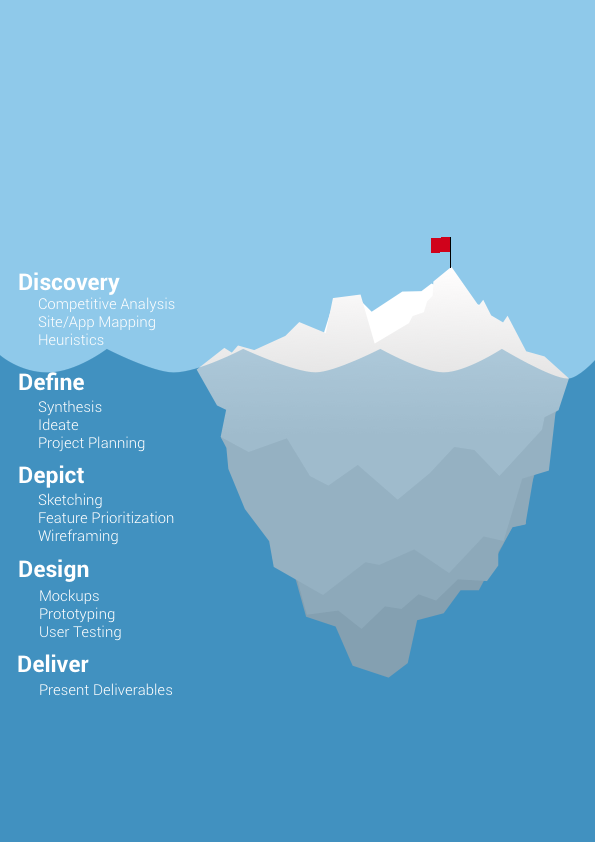 Discovery
Competitive Analysis
Site/App Mapping
Heuristics
Define
Synthesis
Ideate
Project Planning
Depict
Sketching
Feature Prioritization
Wireframing
Design
Mockups
Prototyping
User Testing
Deliver
Present Deliverables